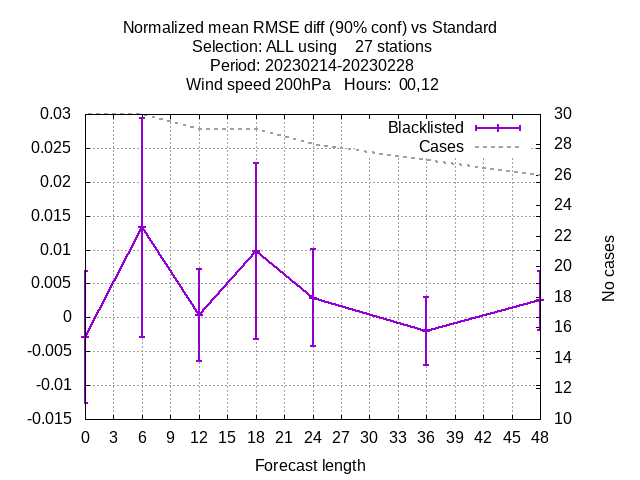 Normalized mean RMSE diff (90% conf) vs Standard
Selection: ALL using    27 stations
Period: 20230214-20230228
Wind speed 200hPa   Hours:  00,12
0.03
0.025
0.02
0.015
0.01
0.005
0
-0.005
-0.01
-0.015
Blacklisted
Cases
30
28
26
24
22
20
18
16
14
12
10
No cases
0 3 6 9 12 15 18 21 24 27 30 33 36 39 42 45 48
Forecast length